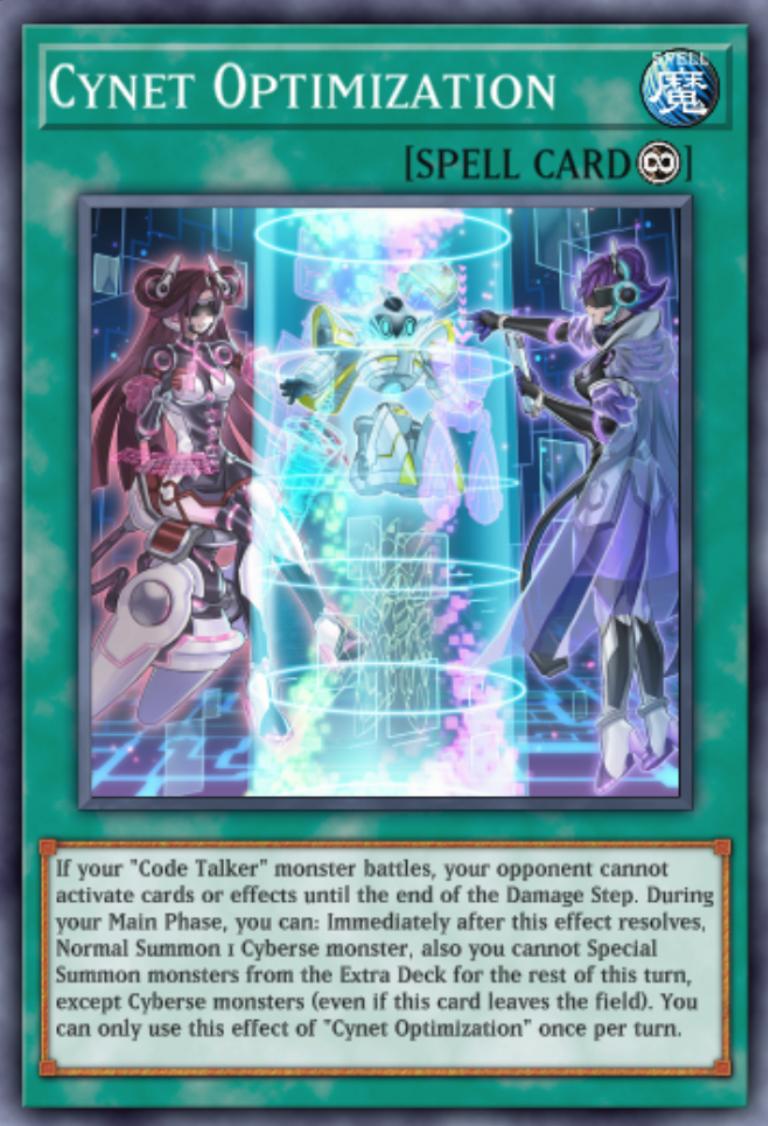 CYNET OPTIMIZATION
SPELL
魔
[SPELL CARD∞]
If your "Code Talker" monster battles, your opponent cannot
activate cards or effects until the end of the Damage Step. During
your Main Phase, you can: Immediately after this effect resolves,
Normal Summon 1 Cyberse monster, also you cannot Special
Summon monsters from the Extra Deck for the rest of this turn,
except Cyberse monsters (even if this card leaves the field). You
can only use this effect of "Cynet Optimization" once per turn.